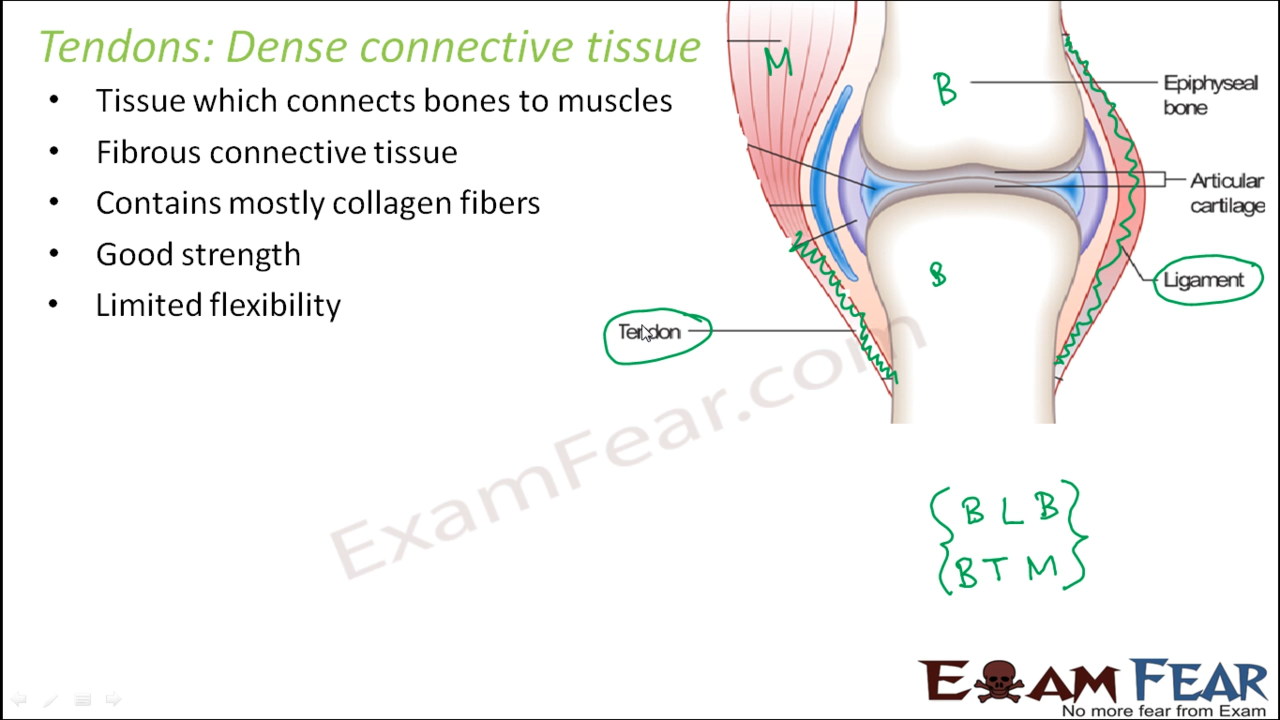 Tendons: Dense connective tissue
• Tissue which connects bones to muscles
• Fibrous connective tissue
• Contains mostly collagen fibers
• Good strength
• Limited flexibility
M
B
B
Epiphyseal
bone
Articular
cartilage
Ligament
Tendon
ExamFear.com
{ B L B }
{ B T M }
EXAM FEAR
No more fear from Exam